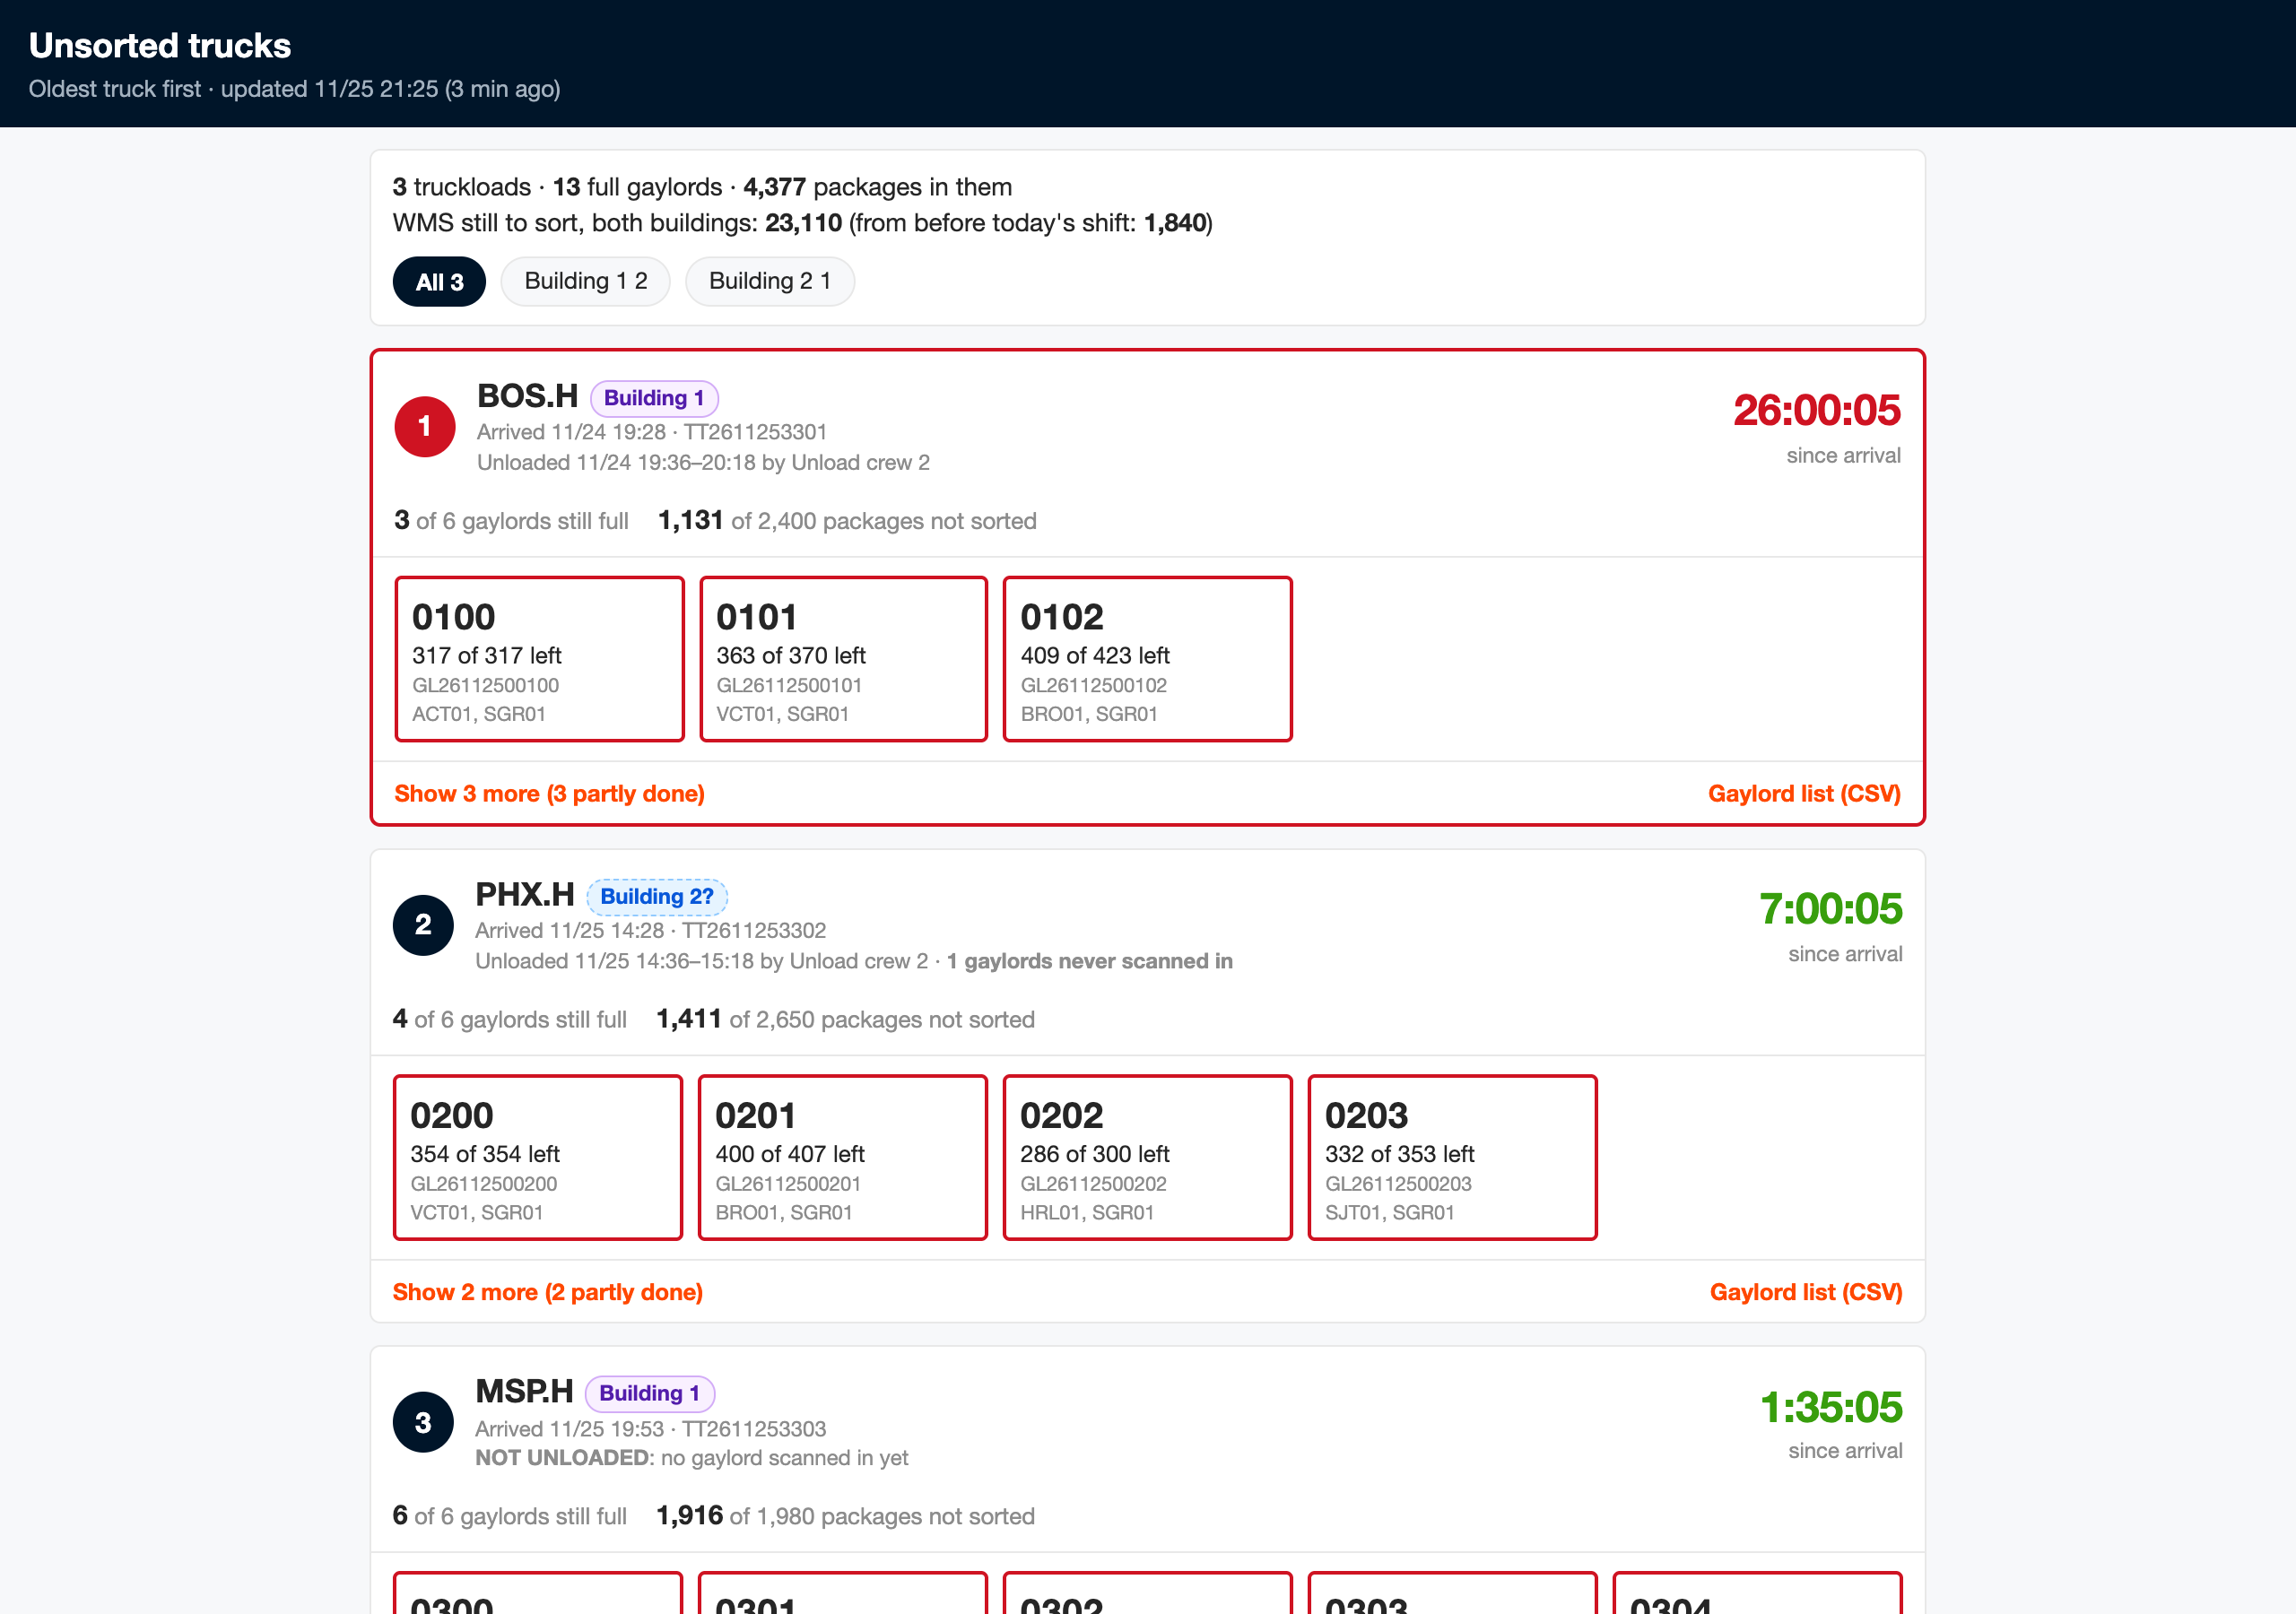 Unsorted trucks
Oldest truck first · updated 11/25 21:25 (3 min ago)
3 truckloads · 13 full gaylords · 4,377 packages in them
WMS still to sort, both buildings: 23,110 (from before today's shift: 1,840)
All 3 Building 1 2 Building 2 1
1 BOS.H Building 1
Arrived 11/24 19:28 · TT2611253301
Unloaded 11/24 19:36–20:18 by Unload crew 2
26:00:05
since arrival
3 of 6 gaylords still full 1,131 of 2,400 packages not sorted
0100
317 of 317 left
GL26112500100
ACT01, SGR01
0101
363 of 370 left
GL26112500101
VCT01, SGR01
0102
409 of 423 left
GL26112500102
BRO01, SGR01
Show 3 more (3 partly done) Gaylord list (CSV)
2 PHX.H Building 2?
Arrived 11/25 14:28 · TT2611253302
Unloaded 11/25 14:36–15:18 by Unload crew 2 · 1 gaylords never scanned in
7:00:05
since arrival
4 of 6 gaylords still full 1,411 of 2,650 packages not sorted
0200
354 of 354 left
GL26112500200
VCT01, SGR01
0201
400 of 407 left
GL26112500201
BRO01, SGR01
0202
286 of 300 left
GL26112500202
HRL01, SGR01
0203
332 of 353 left
GL26112500203
SJT01, SGR01
Show 2 more (2 partly done) Gaylord list (CSV)
3 MSP.H Building 1
Arrived 11/25 19:53 · TT2611253303
NOT UNLOADED: no gaylord scanned in yet
1:35:05
since arrival
6 of 6 gaylords still full 1,916 of 1,980 packages not sorted
0300 0301 0302 0303 0304